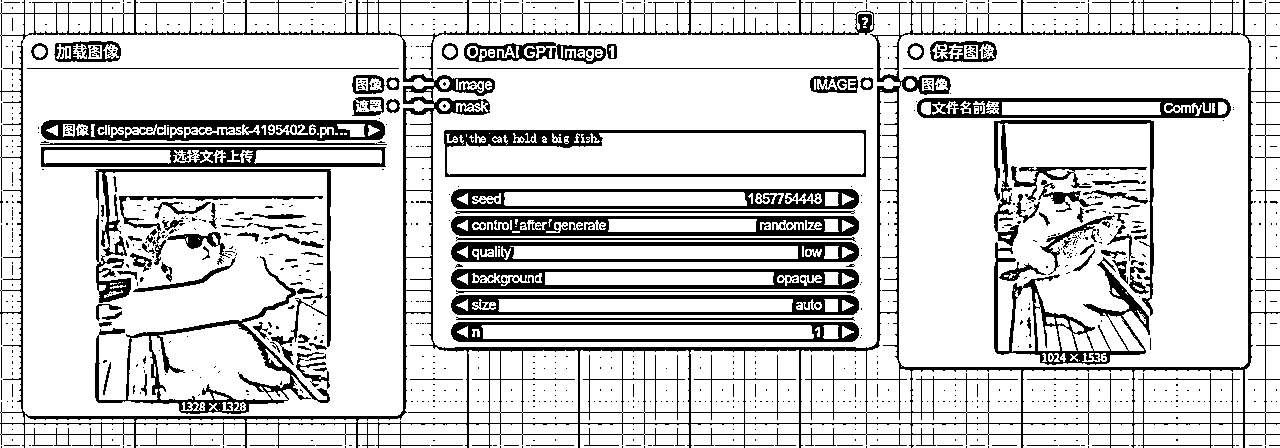 ?
加载图像
图像
遮罩
图像 [ clipspace/clipspace-mask-4195402.6.pn...
选择文件上传
1328 × 1328
OpenAI GPT Image 1
image
mask
IMAGE
Let the cat hold a big fish.
seed 1857754448
control_after_generate randomize
quality low
background opaque
size auto
n 1
保存图像
图像
文件名前缀 ComfyUI
1024 × 1536